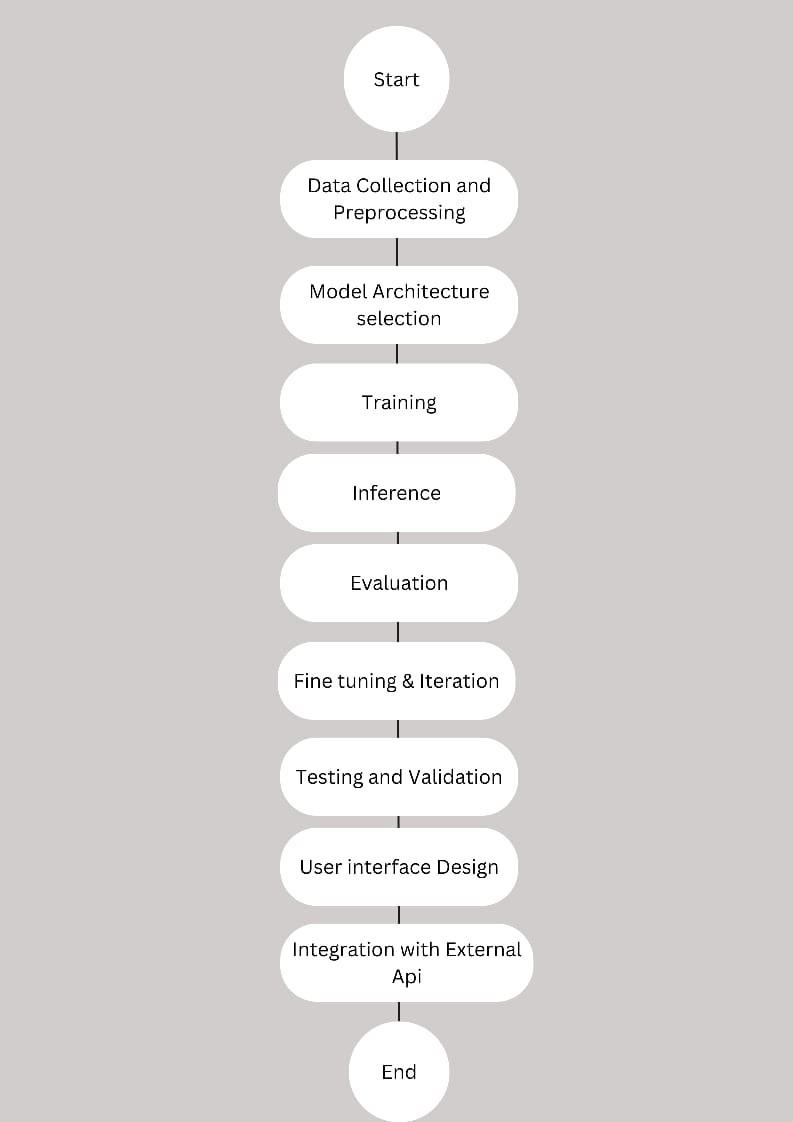 Start
Data Collection and
Preprocessing
Model Architecture
selection
Training
Inference
Evaluation
Fine tuning & Iteration
Testing and Validation
User interface Design
Integration with External
Api
End